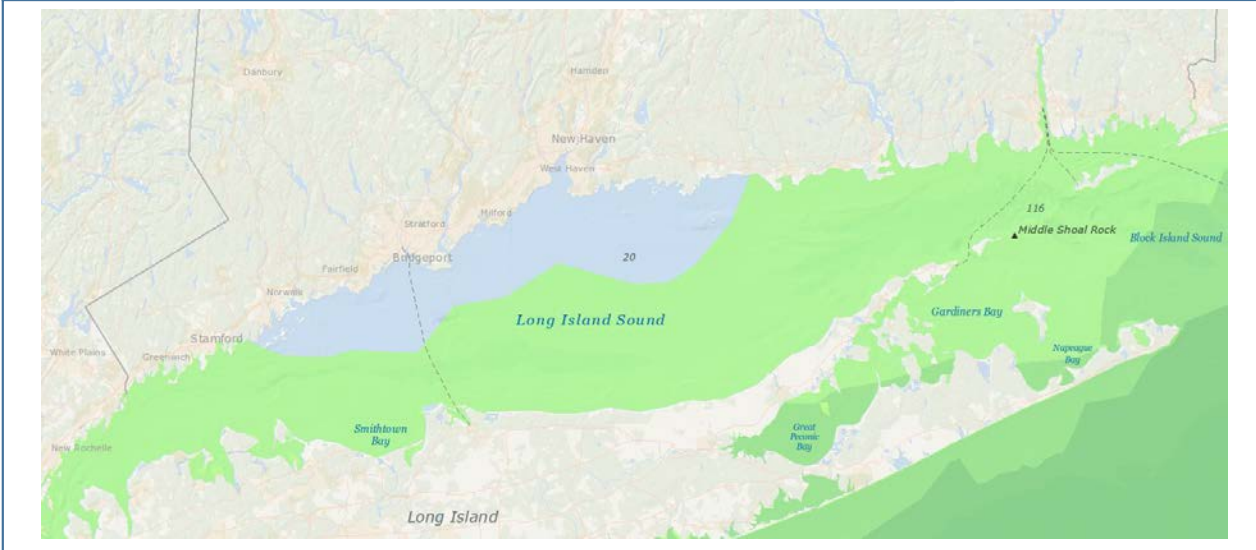 Danbury
Hamden
New Haven
West Haven
Milford
Stratford
Bridgeport
Fairfield
Norwalk
Stamford
Greenwich
White Plains
New Rochelle
20
116
Middle Shoal Rock
Block Island Sound
Long Island Sound
Gardiners Bay
Napeague
Bay
Smithtown
Bay
Great
Peconic
Bay
Long Island